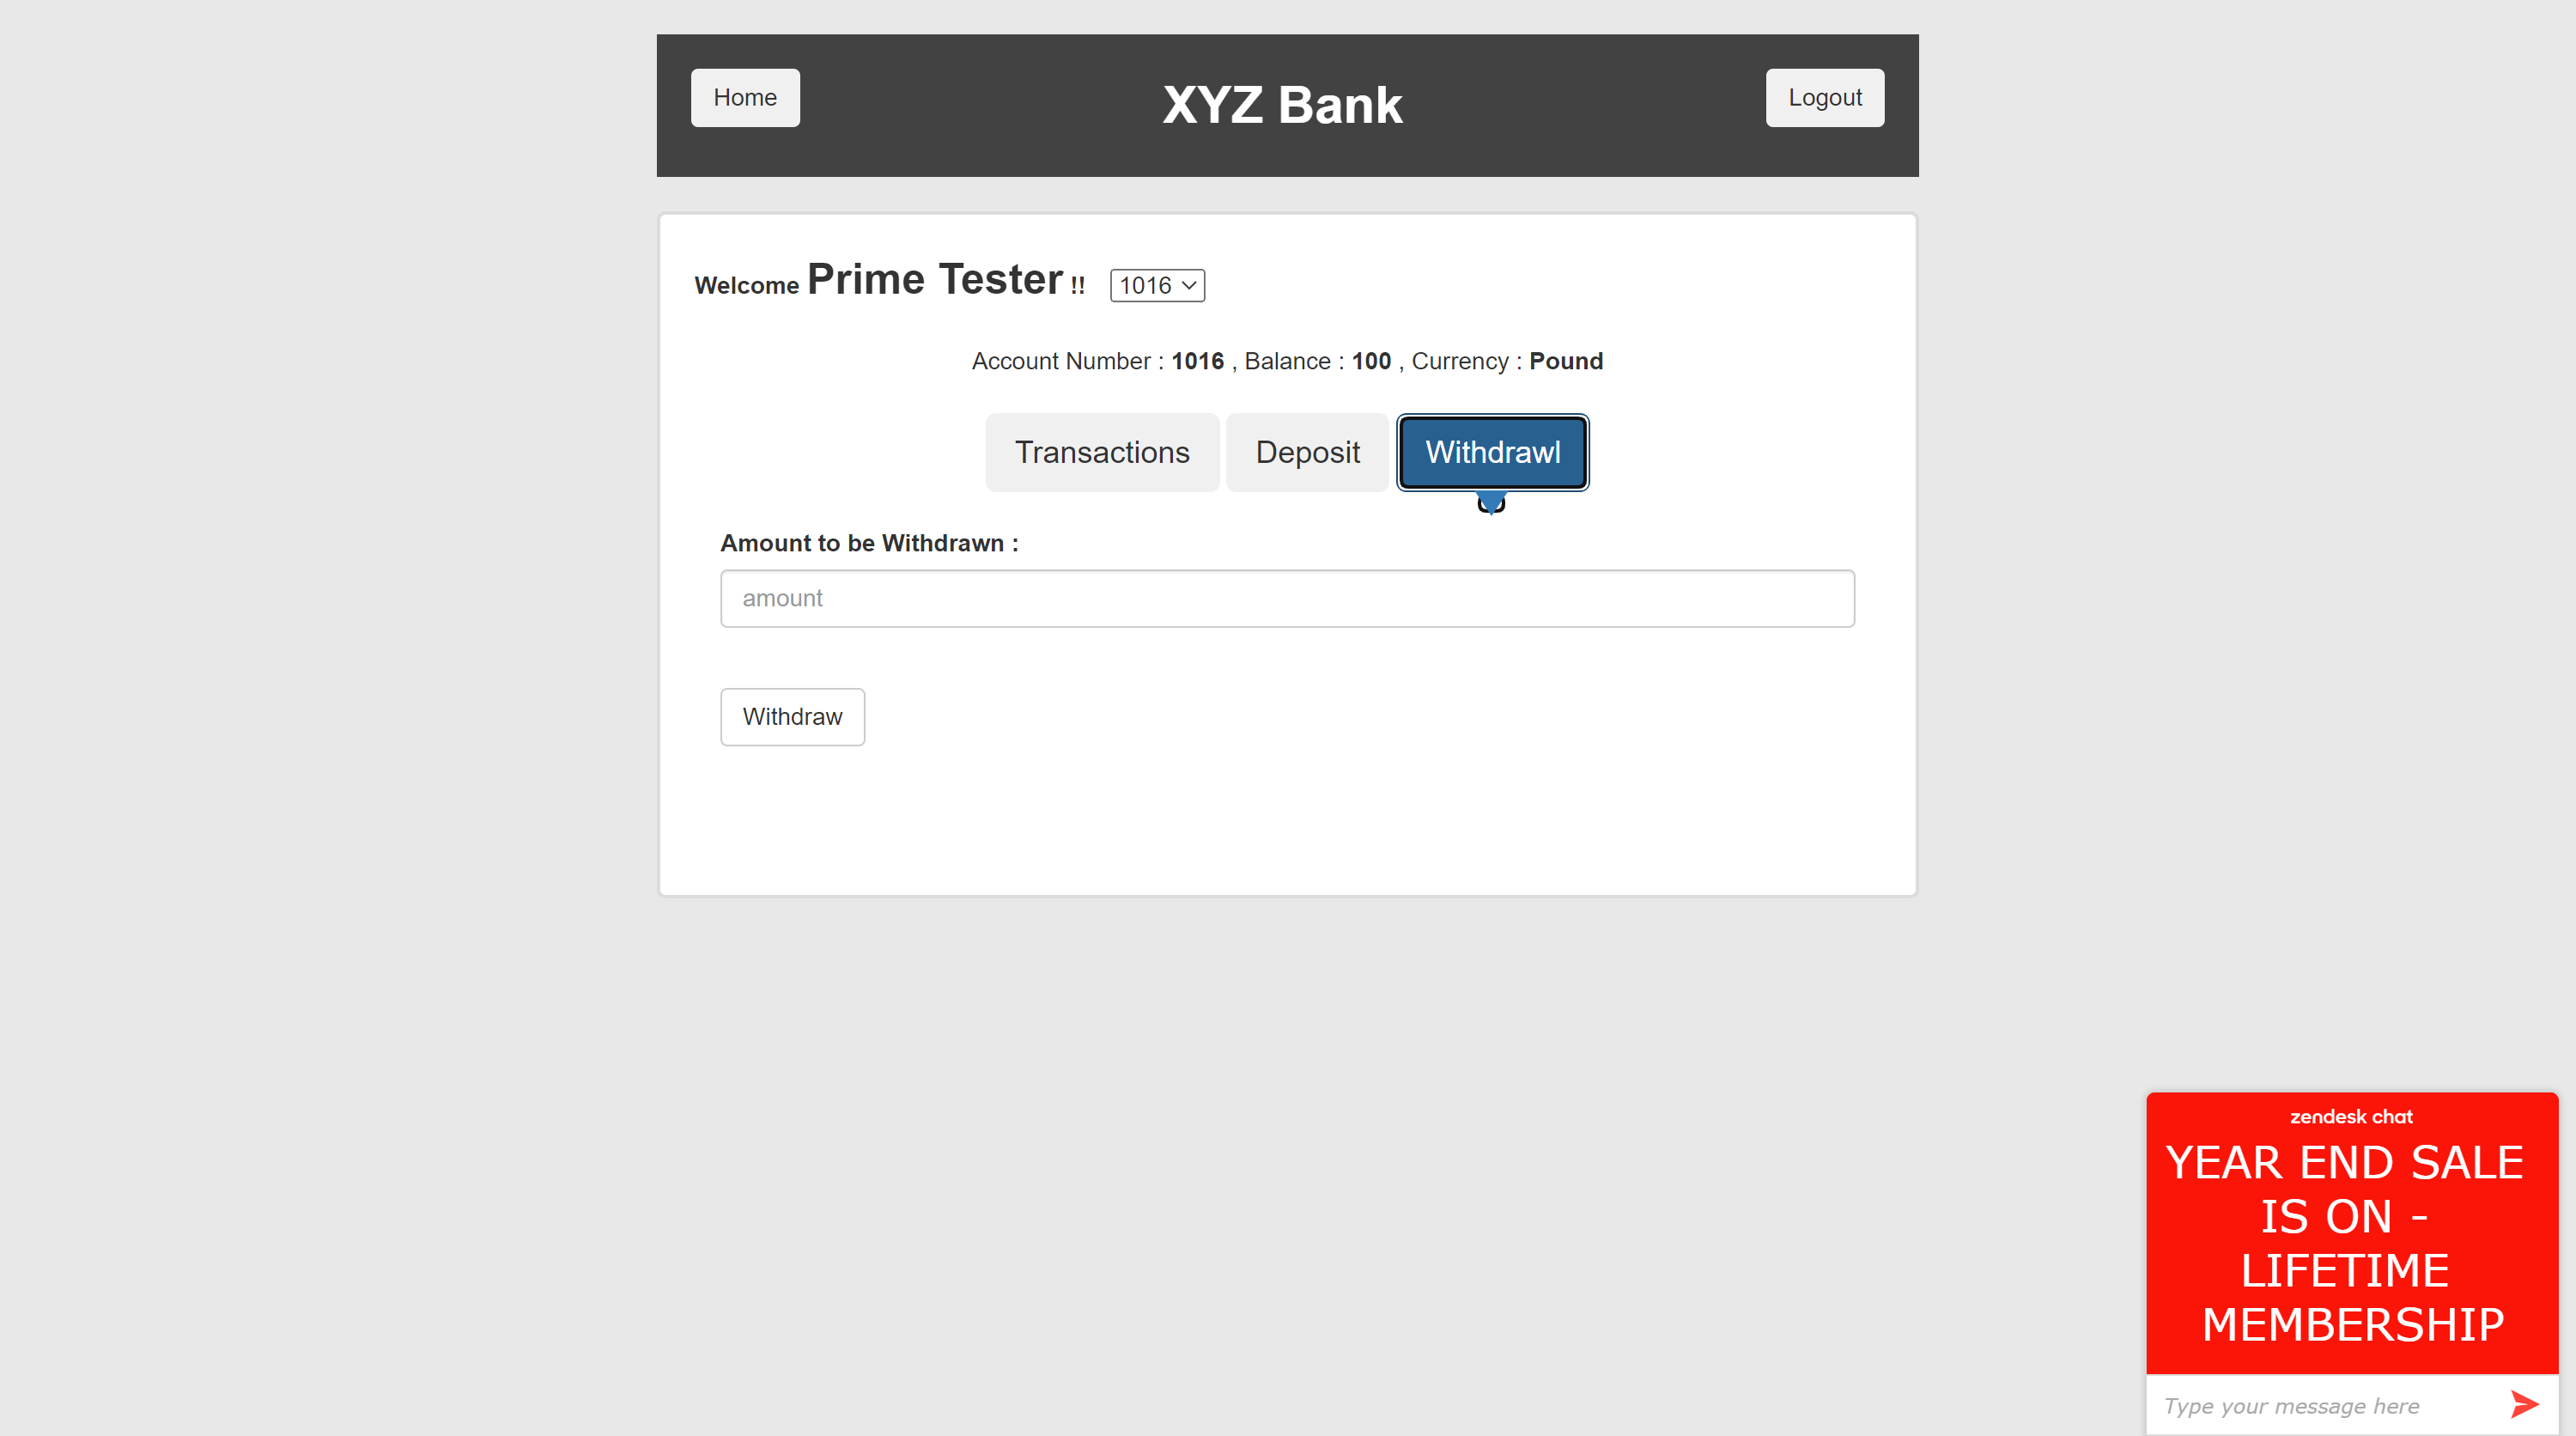 Home
XYZ Bank
Logout
Welcome Prime Tester !! 1016
Account Number : 1016 , Balance : 100 , Currency : Pound
Transactions
Deposit
Withdrawl
Amount to be Withdrawn :
amount
Withdraw
zendesk chat
YEAR END SALE
IS ON -
LIFETIME
MEMBERSHIP
Type your message here